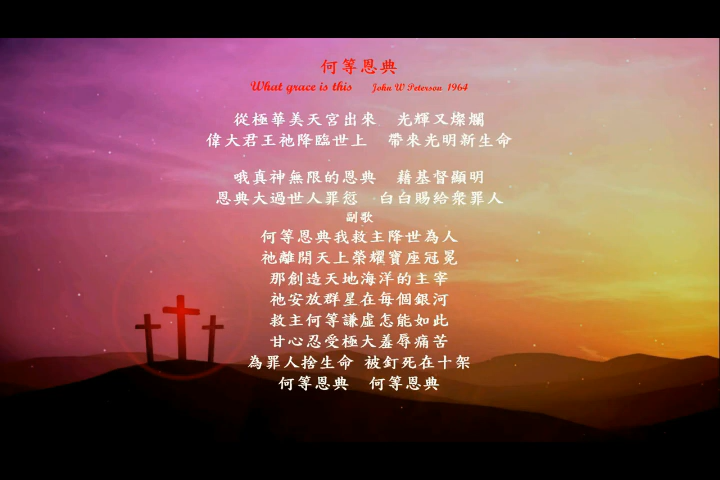 何等恩典
What grace is this John W Peterson 1964
從極華美天宮出來 光輝又燦爛
偉大君王祂降臨世上 帶來光明新生命
哦真神無限的恩典 藉基督顯明
恩典大過世人罪愆 白白賜給眾罪人
副歌
何等恩典我救主降世為人
祂離開天上榮耀寶座冠冕
那創造天地海洋的主宰
祂安放群星在每個銀河
救主何等謙虛怎能如此
甘心忍受極大羞辱痛苦
為罪人捨生命 被釘死在十架
何等恩典 何等恩典